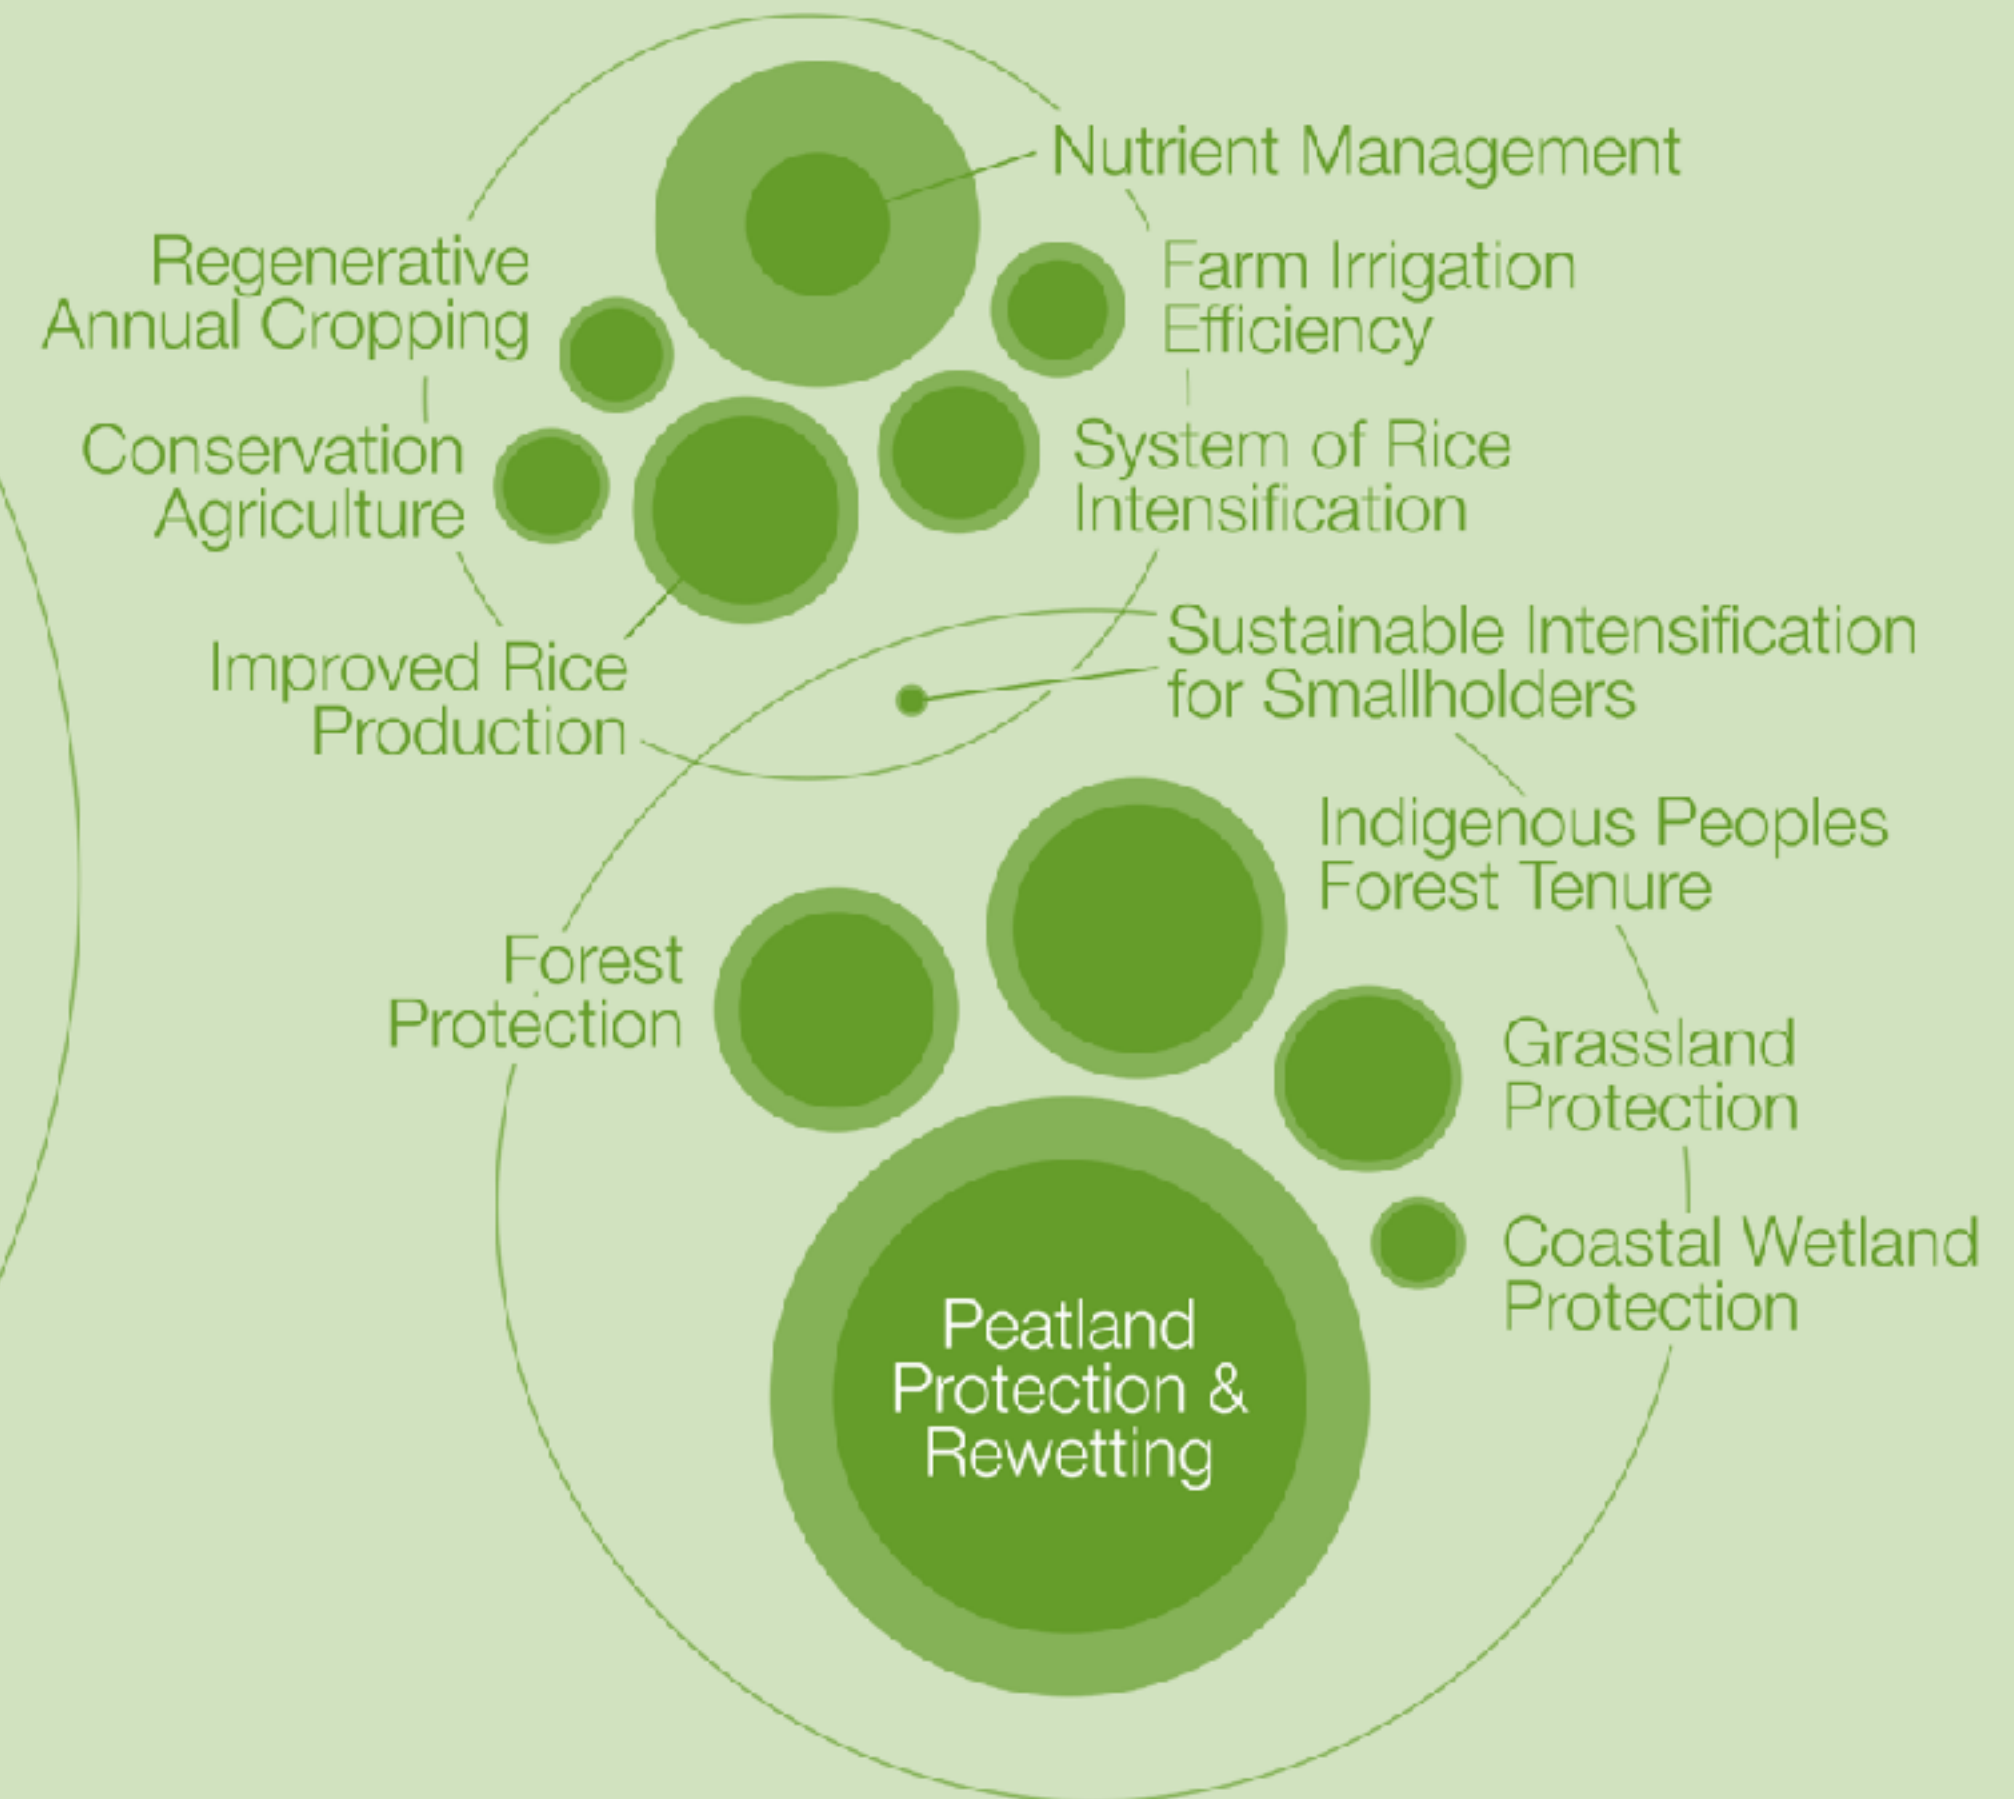 Nutrient Management
Regenerative
Annual Cropping
Farm Irrigation
Efficiency
Conservation
Agriculture
System of Rice
Intensification
Improved Rice
Production
Sustainable Intensification
for Smallholders
Indigenous Peoples
Forest Tenure
Forest
Protection
Grassland
Protection
Coastal Wetland
Protection
Peatland
Protection &
Rewetting